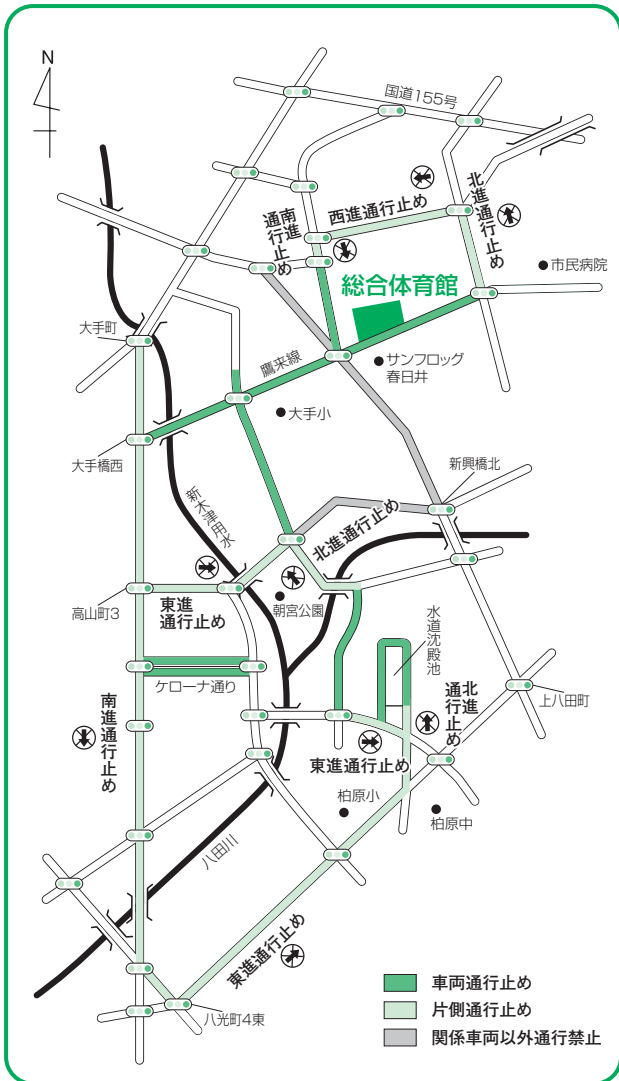 N
国道155号
北進通行止め
西進通行止め
南進
通行止め
市民病院
総合体育館
大手町
鷹来線
サンフロッグ
春日井
大手小
大手橋西
新興橋北
新木津用水
北進通行止め
高山町3
東進
通行止め
朝宮公園
水道沈殿池
ケローナ通り
南進通行止め
北進
通行止め
上八田町
東進通行止め
柏原小
柏原中
八田川
東進通行止め
八光町4東
車両通行止め
片側通行止め
関係車両以外通行禁止